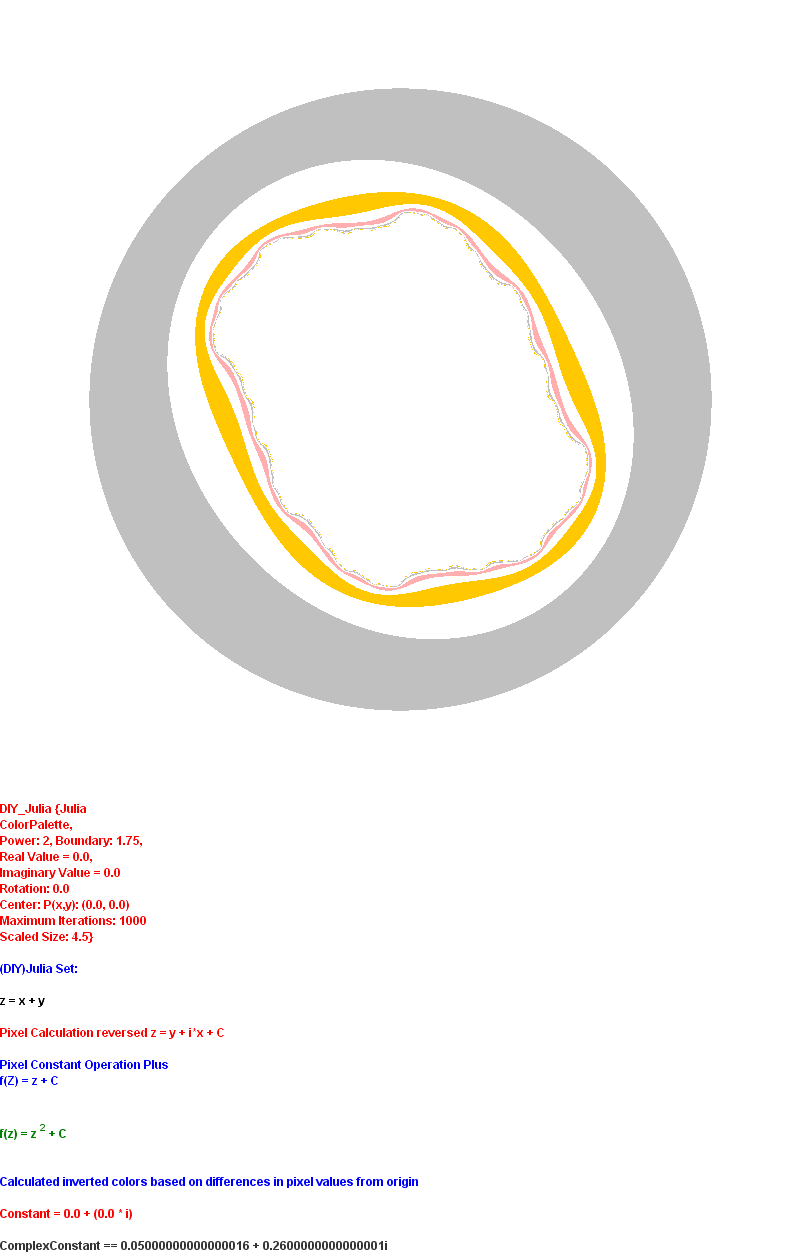 DIY_Julia {Julia
ColorPalette,
Power: 2, Boundary: 1.75,
Real Value = 0.0,
Imaginary Value = 0.0
Rotation: 0.0
Center: P(x,y): (0.0, 0.0)
Maximum Iterations: 1000
Scaled Size: 4.5}
(DIY)Julia Set:
z = x + y
Pixel Calculation reversed z = y + i*x + C
Pixel Constant Operation Plus
f(Z) = z + C
f(z) = z 2 + C
Calculated inverted colors based on differences in pixel values from origin
Constant = 0.0 + (0.0 * i)
ComplexConstant == 0.05000000000000016 + 0.2600000000000001i